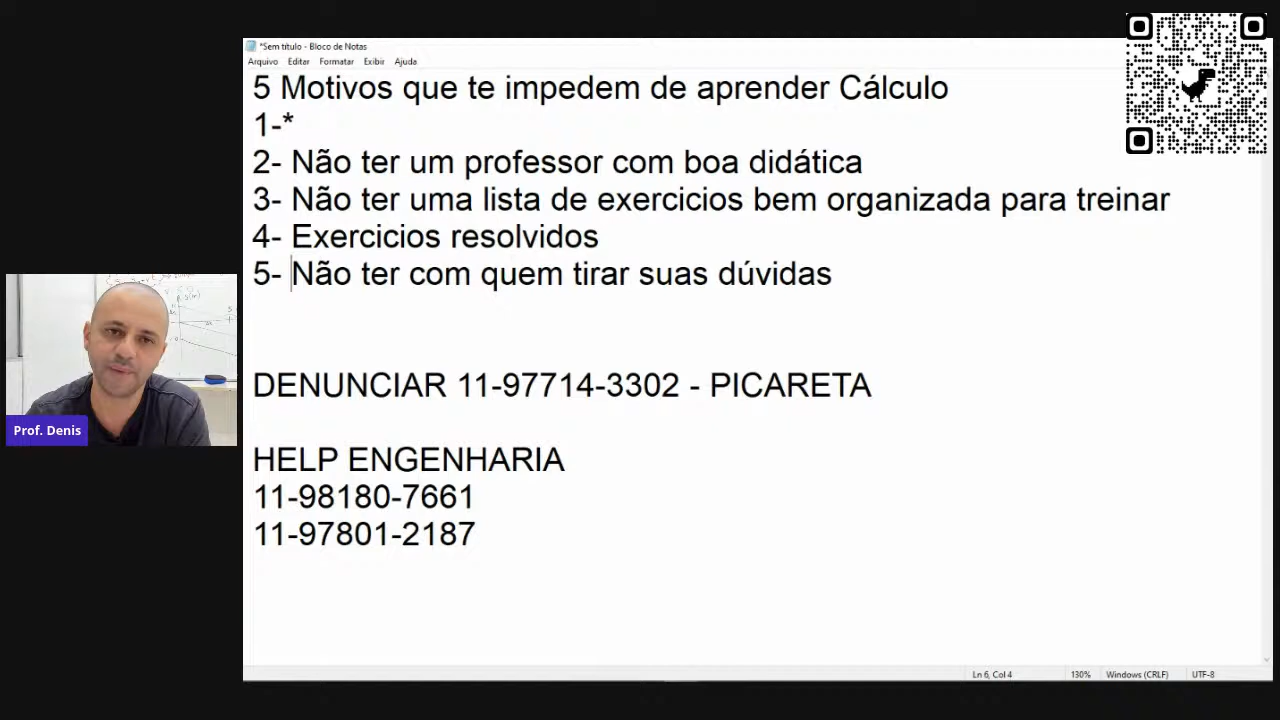 *Sem título - Bloco de Notas
Arquivo Editar Formatar Exibir Ajuda
5 Motivos que te impedem de aprender Cálculo
1-*
2- Não ter um professor com boa didática
3- Não ter uma lista de exercicios bem organizada para treinar
4- Exercicios resolvidos
5- Não ter com quem tirar suas dúvidas
DENUNCIAR 11-97714-3302 - PICARETA
HELP ENGENHARIA
11-98180-7661
11-97801-2187
Prof. Denis
Ln 6, Col 4 130% Windows (CRLF) UTF-8